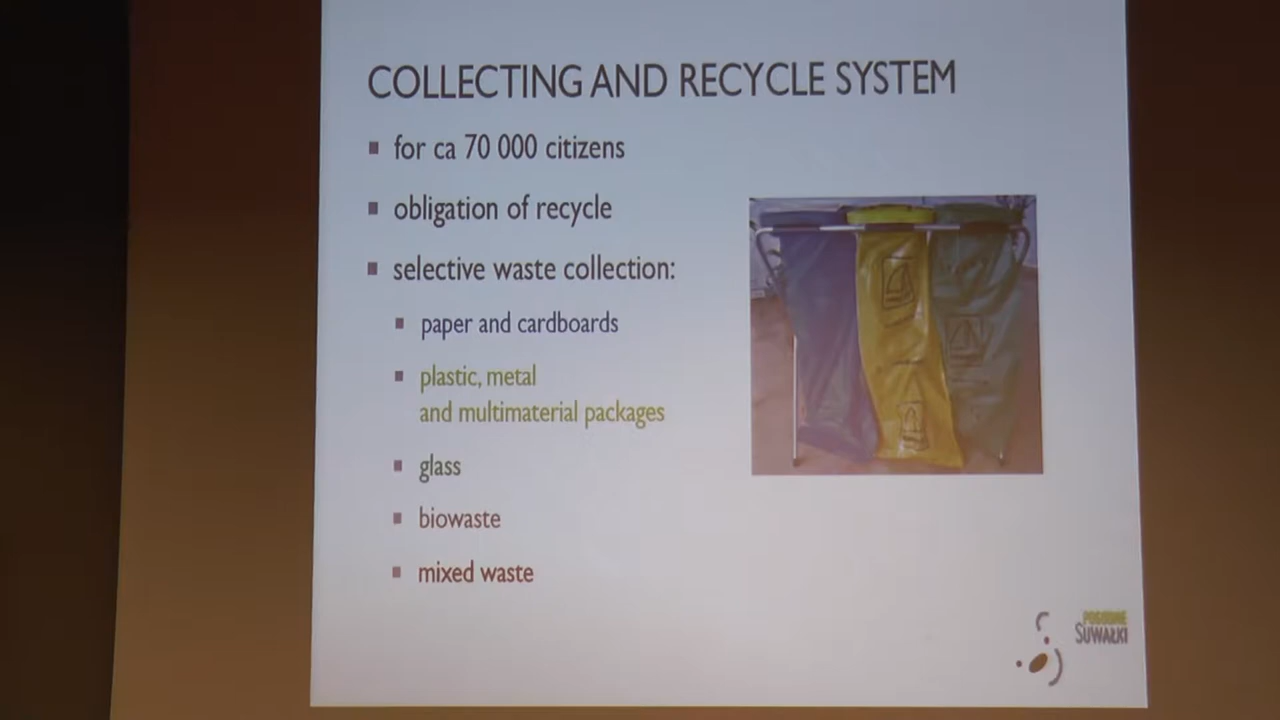 COLLECTING AND RECYCLE SYSTEM
for ca 70 000 citizens
obligation of recycle
selective waste collection:
paper and cardboards
plastic, metal
and multimaterial packages
glass
biowaste
mixed waste
POGODNE
SUWAŁKI